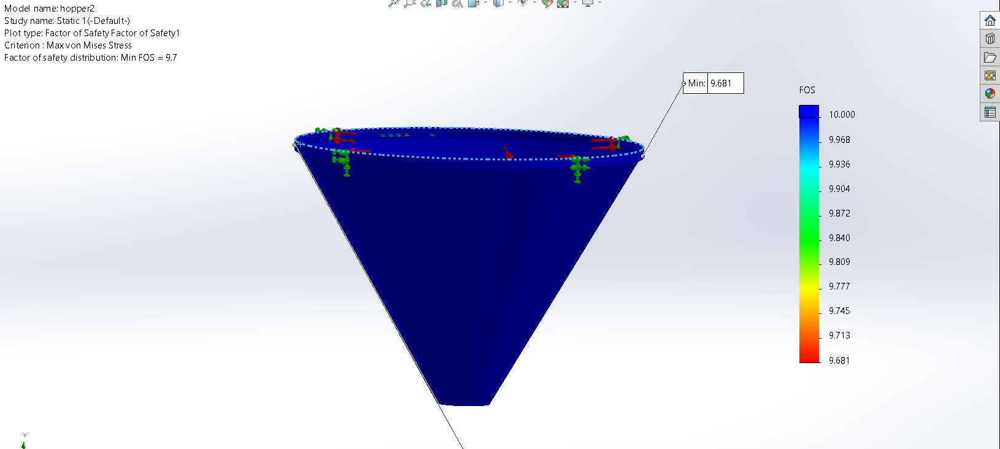 Model name: hopper2
Study name: Static 1(-Default-)
Plot type: Factor of Safety Factor of Safety1
Criterion : Max von Mises Stress
Factor of safety distribution: Min FOS = 9.7
Min: 9.681
FOS
10.000
9.968
9.936
9.904
9.872
9.840
9.809
9.777
9.745
9.713
9.681
Y